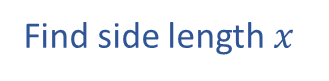 Find side length 𝑥